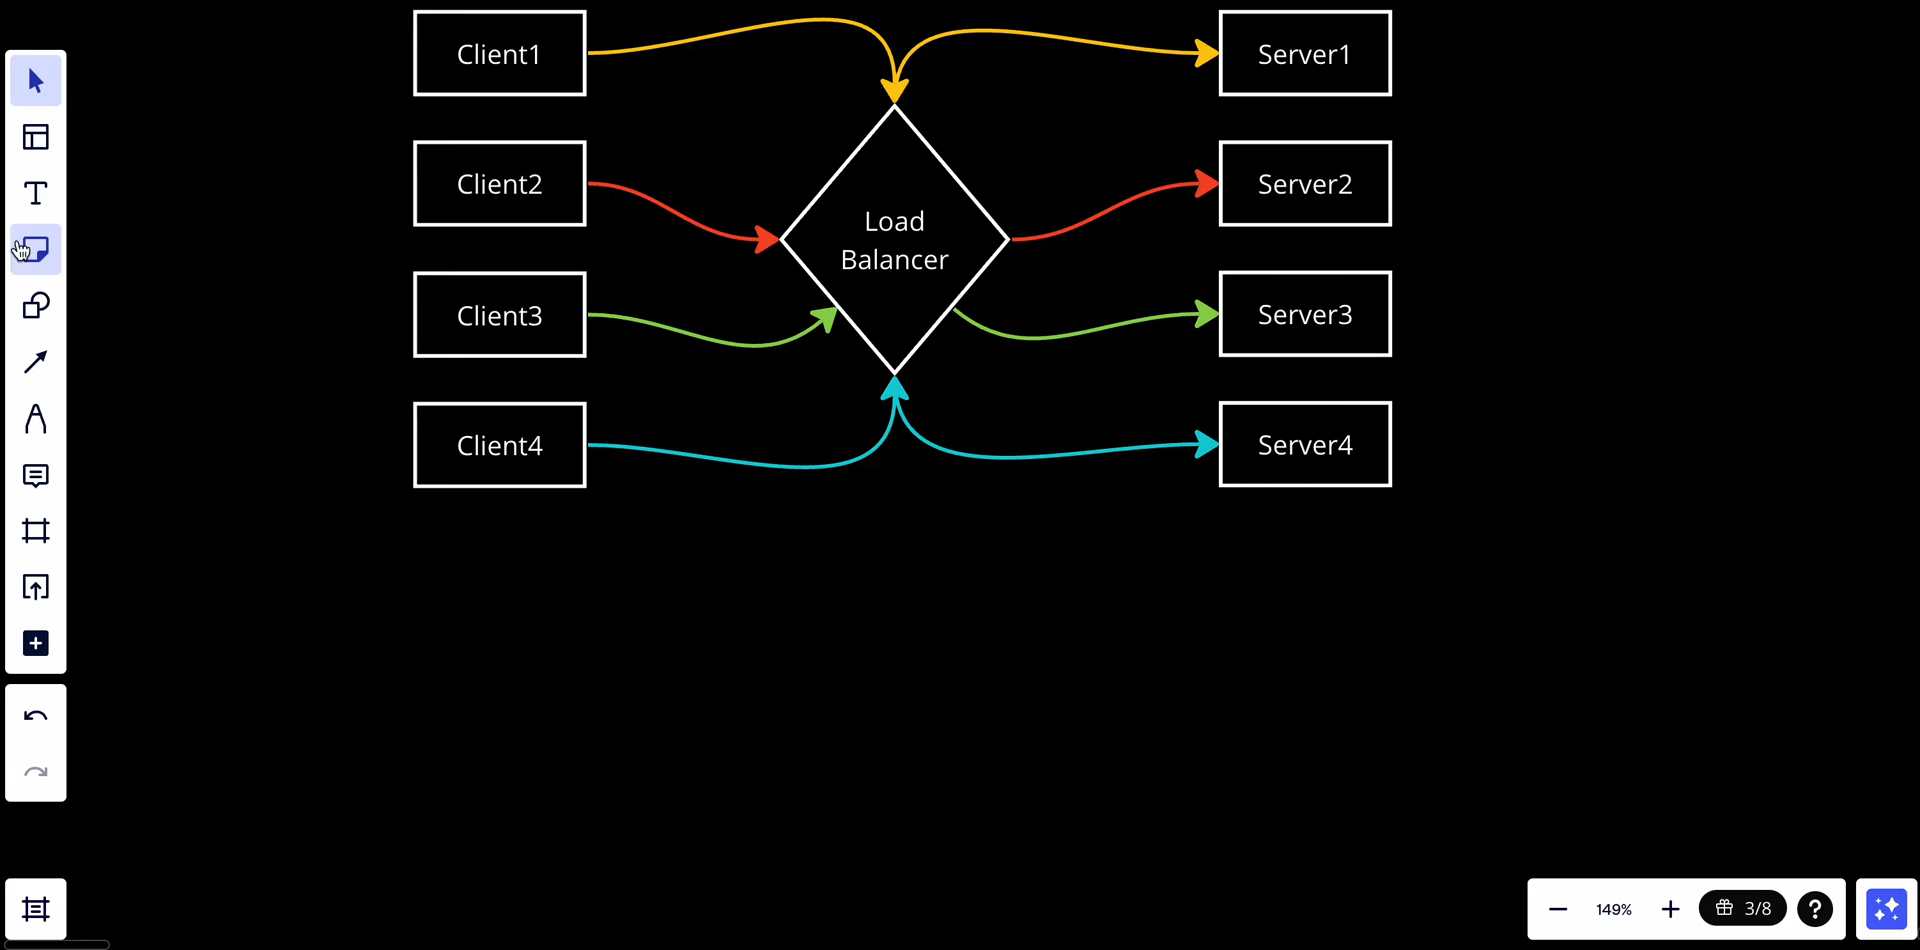 Client1
Server1
Client2
Server2
Load
Balancer
Client3
Server3
Client4
Server4
149%
3/8
?